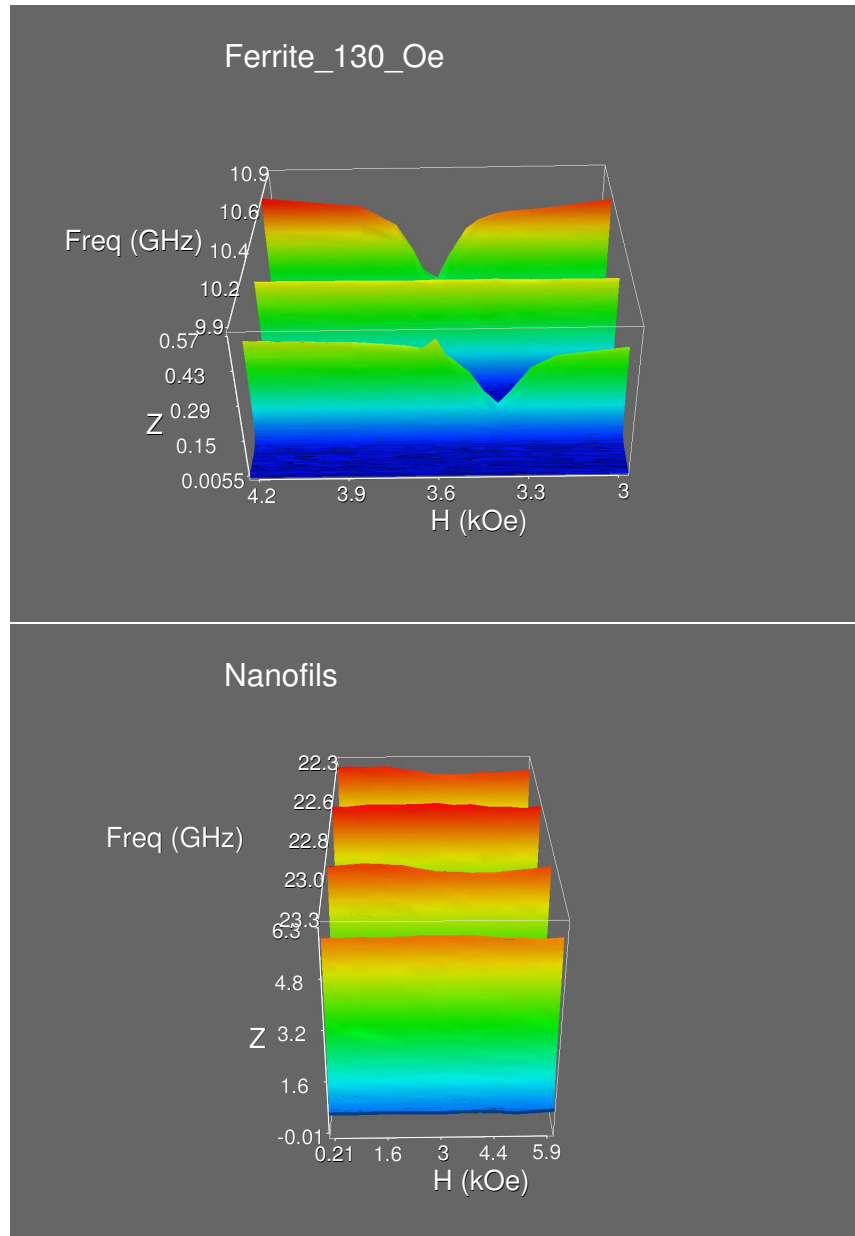 Ferrite_130_Oe
10.9
10.6
Freq (GHz)
10.4
10.2
9.9
0.57
0.43
0.29
Z
0.15
0.0055
4.2 3.9 3.6 3.3 3
H (kOe)
Nanofils
22.3
22.6
Freq (GHz)
22.8
23.0
23.3
6.3
4.8
Z
3.2
1.6
-0.01
0.21 1.6 3 4.4 5.9
H (kOe)